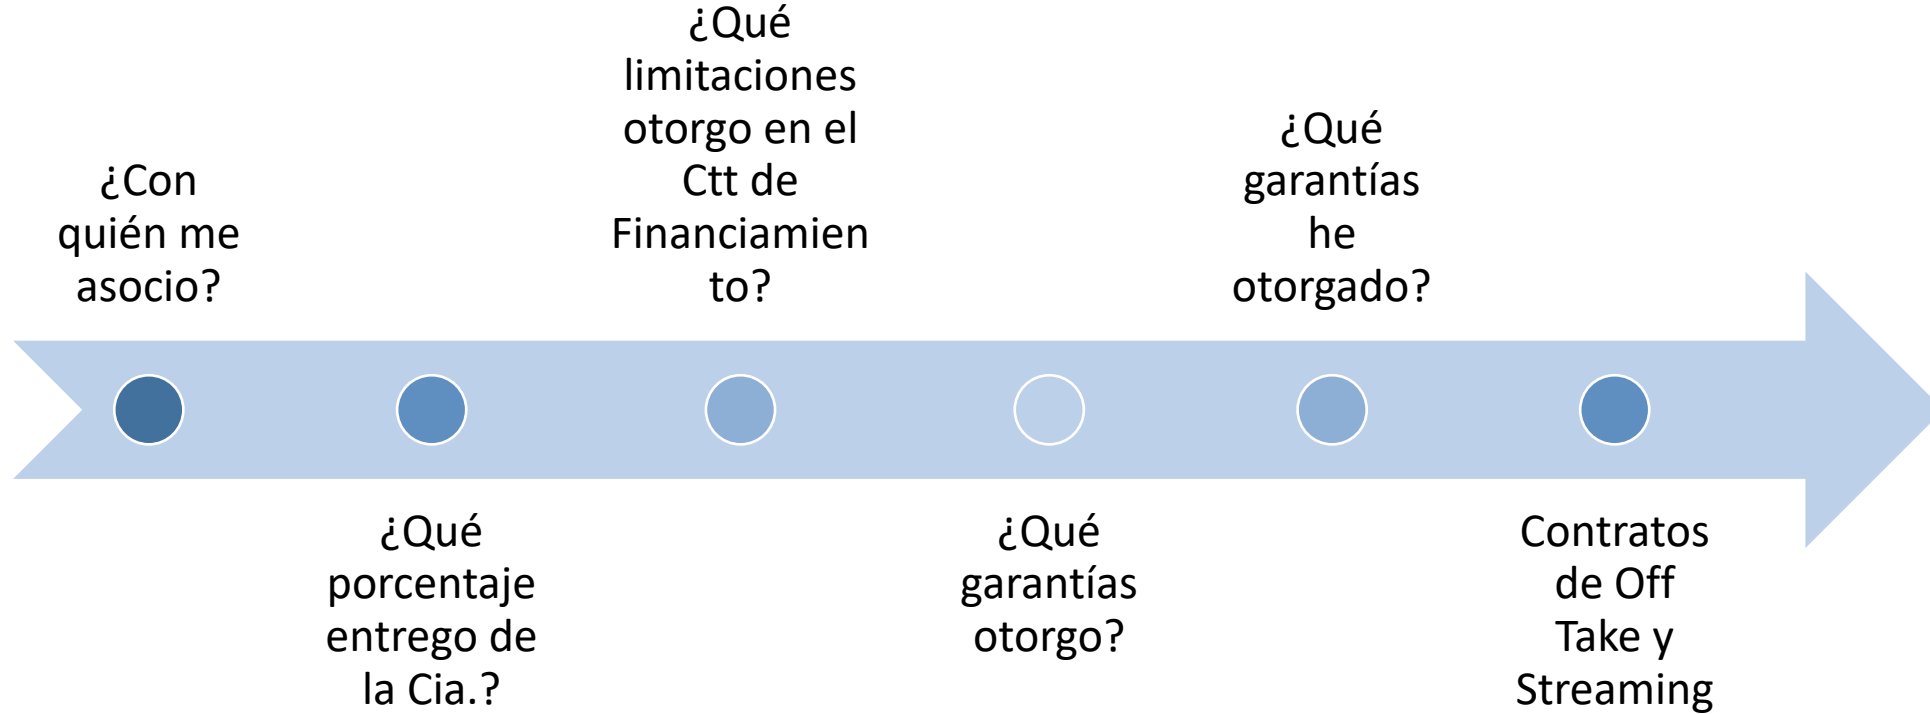 ¿Con
quién me
asocio?
¿Qué
porcentaje
entrego de
la Cia.?
¿Qué
limitaciones
otorgo en el
Ctt de
Financiamien
to?
¿Qué
garantías
otorgo?
¿Qué
garantías
he
otorgado?
Contratos
de Off
Take y
Streaming